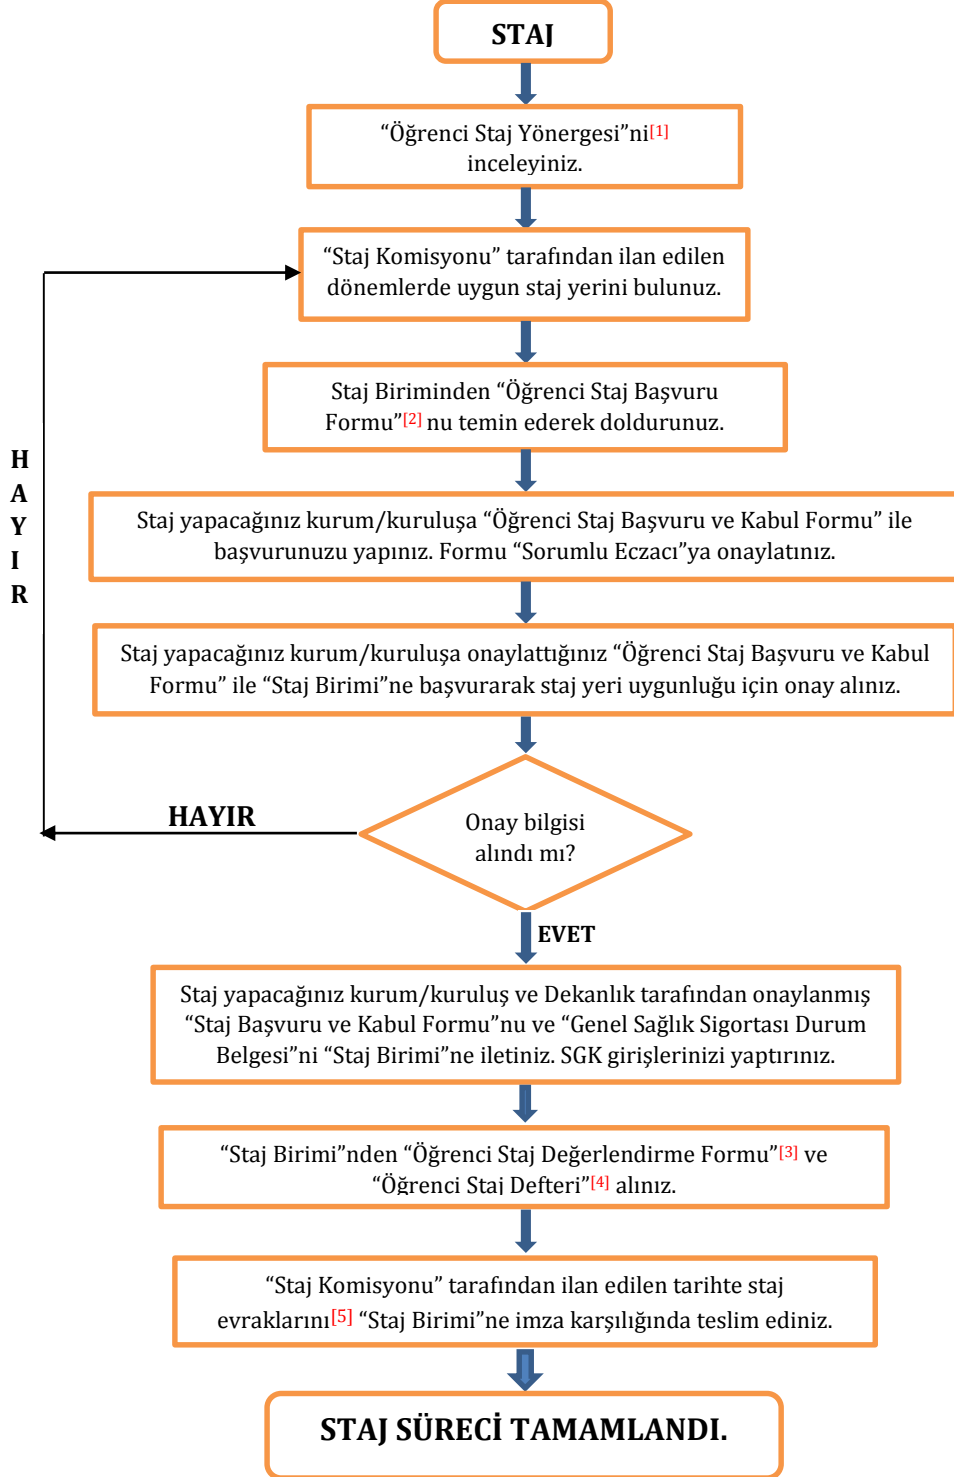 STAJ
“Öğrenci Staj Yönergesi”ni[1]
inceleyiniz.
“Staj Komisyonu” tarafından ilan edilen
dönemlerde uygun staj yerini bulunuz.
Staj Biriminden “Öğrenci Staj Başvuru
Formu”[2] nu temin ederek doldurunuz.
H
A
Y
I
R
Staj yapacağınız kurum/kuruluşa “Öğrenci Staj Başvuru ve Kabul Formu” ile
başvurunuzu yapınız. Formu “Sorumlu Eczacı”ya onaylatınız.
Staj yapacağınız kurum/kuruluşa onaylattığınız “Öğrenci Staj Başvuru ve Kabul
Formu” ile “Staj Birimi”ne başvurarak staj yeri uygunluğu için onay alınız.
HAYIR
Onay bilgisi
alındı mı?
EVET
Staj yapacağınız kurum/kuruluş ve Dekanlık tarafından onaylanmış
“Staj Başvuru ve Kabul Formu”nu ve “Genel Sağlık Sigortası Durum
Belgesi”ni “Staj Birimi”ne iletiniz. SGK girişlerinizi yaptırınız.
“Staj Birimi”nden “Öğrenci Staj Değerlendirme Formu”[3] ve
“Öğrenci Staj Defteri”[4] alınız.
“Staj Komisyonu” tarafından ilan edilen tarihte staj
evraklarını[5] “Staj Birimi”ne imza karşılığında teslim ediniz.
STAJ SÜRECİ TAMAMLANDI.